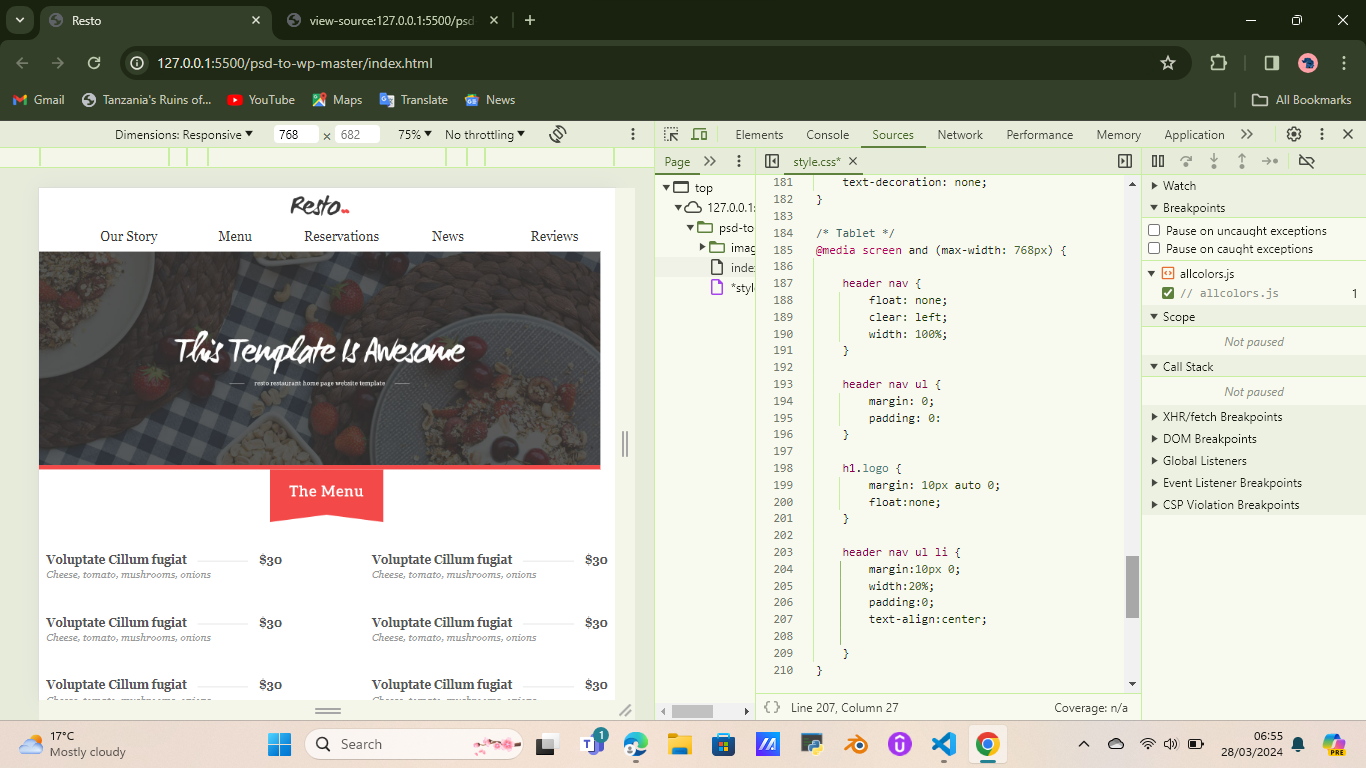 Resto
view-source:127.0.0.1:5500/psd
127.0.0.1:5500/psd-to-wp-master/index.html
Gmail
Tanzania's Ruins of...
YouTube
Maps
Translate
News
All Bookmarks
Dimensions: Responsive
768
×
682
75%
No throttling
Elements
Console
Sources
Network
Performance
Memory
Application
Page
style.css*
top
127.0.0.1:
psd-to
imag
inde
*style
Resto
Our Story
Menu
Reservations
News
Reviews
This Template Is Awesome
resto restaurant home page website template
The Menu
Voluptate Cillum fugiat $30
Cheese, tomato, mushrooms, onions
Voluptate Cillum fugiat $30
Cheese, tomato, mushrooms, onions
Voluptate Cillum fugiat $30
Cheese, tomato, mushrooms, onions
Voluptate Cillum fugiat $30
Cheese, tomato, mushrooms, onions
Voluptate Cillum fugiat $30
Cheese, tomato, mushrooms, onions
Voluptate Cillum fugiat $30
Cheese, tomato, mushrooms, onions
181 text-decoration: none;
182 }
183
184 /* Tablet */
185 @media screen and (max-width: 768px) {
186
187 header nav {
188 float: none;
189 clear: left;
190 width: 100%;
191 }
192
193 header nav ul {
194 margin: 0;
195 padding: 0:
196 }
197
198 h1.logo {
199 margin: 10px auto 0;
200 float:none;
201 }
202
203 header nav ul li {
204 margin:10px 0;
205 width:20%;
206 padding:0;
207 text-align:center;
208
209 }
210 }
{} Line 207, Column 27
Coverage: n/a
Watch
Breakpoints
Pause on uncaught exceptions
Pause on caught exceptions
allcolors.js
// allcolors.js 1
Scope
Not paused
Call Stack
Not paused
XHR/fetch Breakpoints
DOM Breakpoints
Global Listeners
Event Listener Breakpoints
CSP Violation Breakpoints
17°C
Mostly cloudy
Search
1
PRE
06:55
28/03/2024